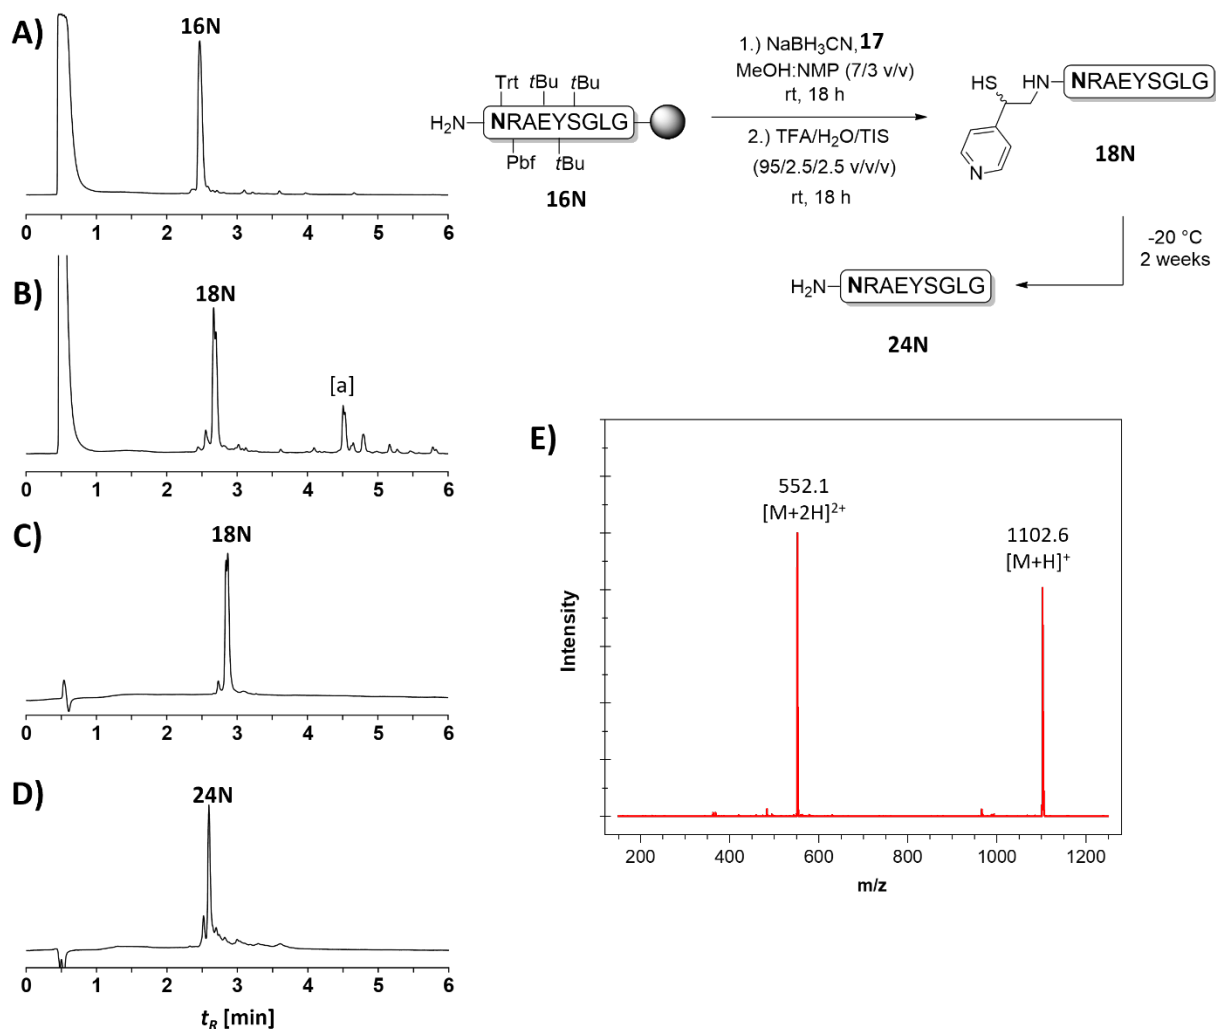 A)
16N
0 1 2 3 4 5 6
Trt tBu tBu
H₂N NRAEYSGLG
Pbf tBu
16N
1.) NaBH₃CN, 17
MeOH:NMP (7/3 v/v)
rt, 18 h
2.) TFA/H₂O/TIS
(95/2.5/2.5 v/v/v)
rt, 18 h
HS HN NRAEYSGLG
N
18N
-20 °C
2 weeks
H₂N NRAEYSGLG
24N
B)
18N
[a]
0 1 2 3 4 5 6
C)
18N
0 1 2 3 4 5 6
D)
24N
0 1 2 3 4 5 6
tR [min]
E)
552.1
[M+2H]²⁺
1102.6
[M+H]⁺
Intensity
200 400 600 800 1000 1200
m/z